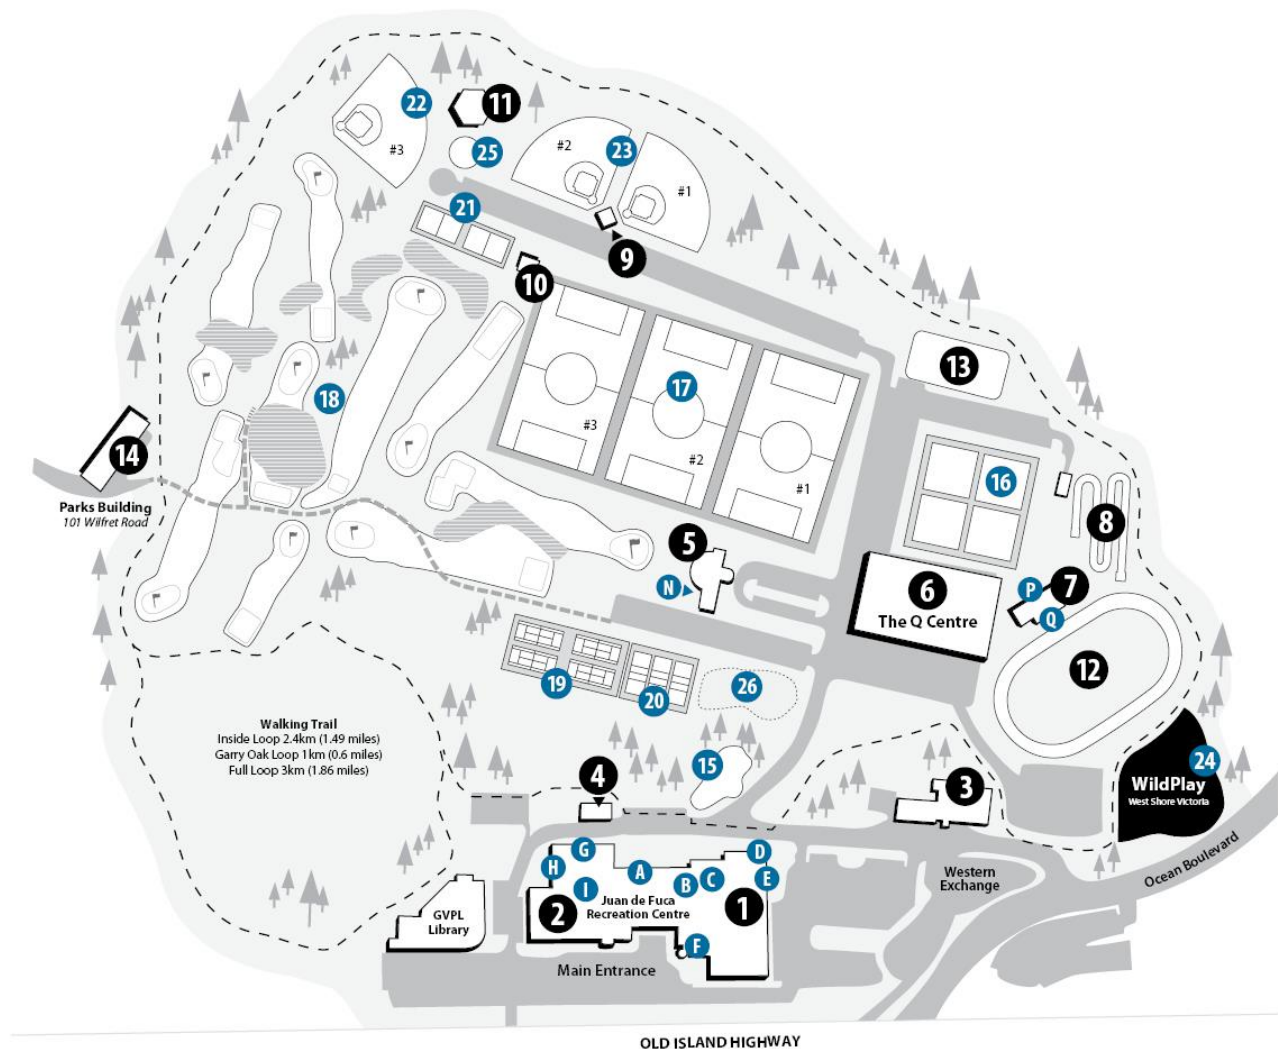 22
11
#3
25
#2
23
#1
21
9
10
13
18
17
#3
#2
#1
16
14
Parks Building
101 Wilfret Road
8
5
N
6
The Q Centre
P
7
Q
12
19
20
26
Walking Trail
Inside Loop 2.4km (1.49 miles)
Garry Oak Loop 1km (0.6 miles)
Full Loop 3km (1.86 miles)
15
4
3
24
WildPlay
West Shore Victoria
Ocean Boulevard
Western
Exchange
G
D
H
A
B
C
E
I
Juan de Fuca
Recreation Centre
2
1
GVPL
Library
F
Main Entrance
OLD ISLAND HIGHWAY